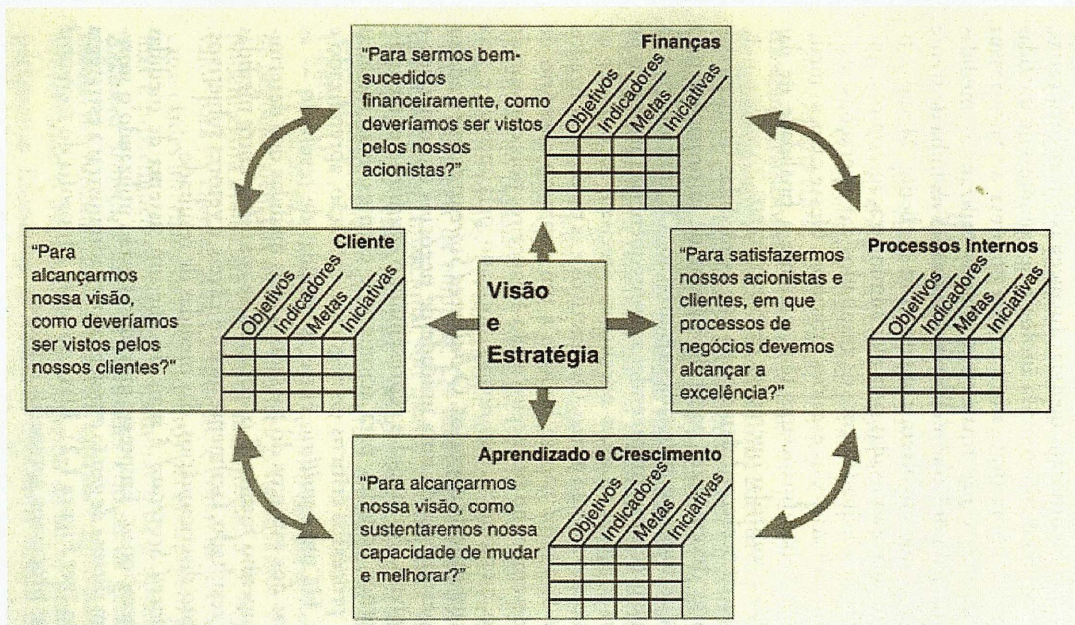 Finanças
"Para sermos bem-
sucedidos
financeiramente, como
deveríamos ser vistos
pelos nossos
acionistas?"
Objetivos
Indicadores
Metas
Iniciativas
Cliente
"Para
alcançarmos
nossa visão,
como deveríamos
ser vistos pelos
nossos clientes?"
Objetivos
Indicadores
Metas
Iniciativas
Visão
e
Estratégia
Processos Internos
"Para satisfazermos
nossos acionistas e
clientes, em que
processos de
negócios devemos
alcançar a
excelência?"
Objetivos
Indicadores
Metas
Iniciativas
Aprendizado e Crescimento
"Para alcançarmos
nossa visão, como
sustentaremos nossa
capacidade de mudar
e melhorar?"
Objetivos
Indicadores
Metas
Iniciativas